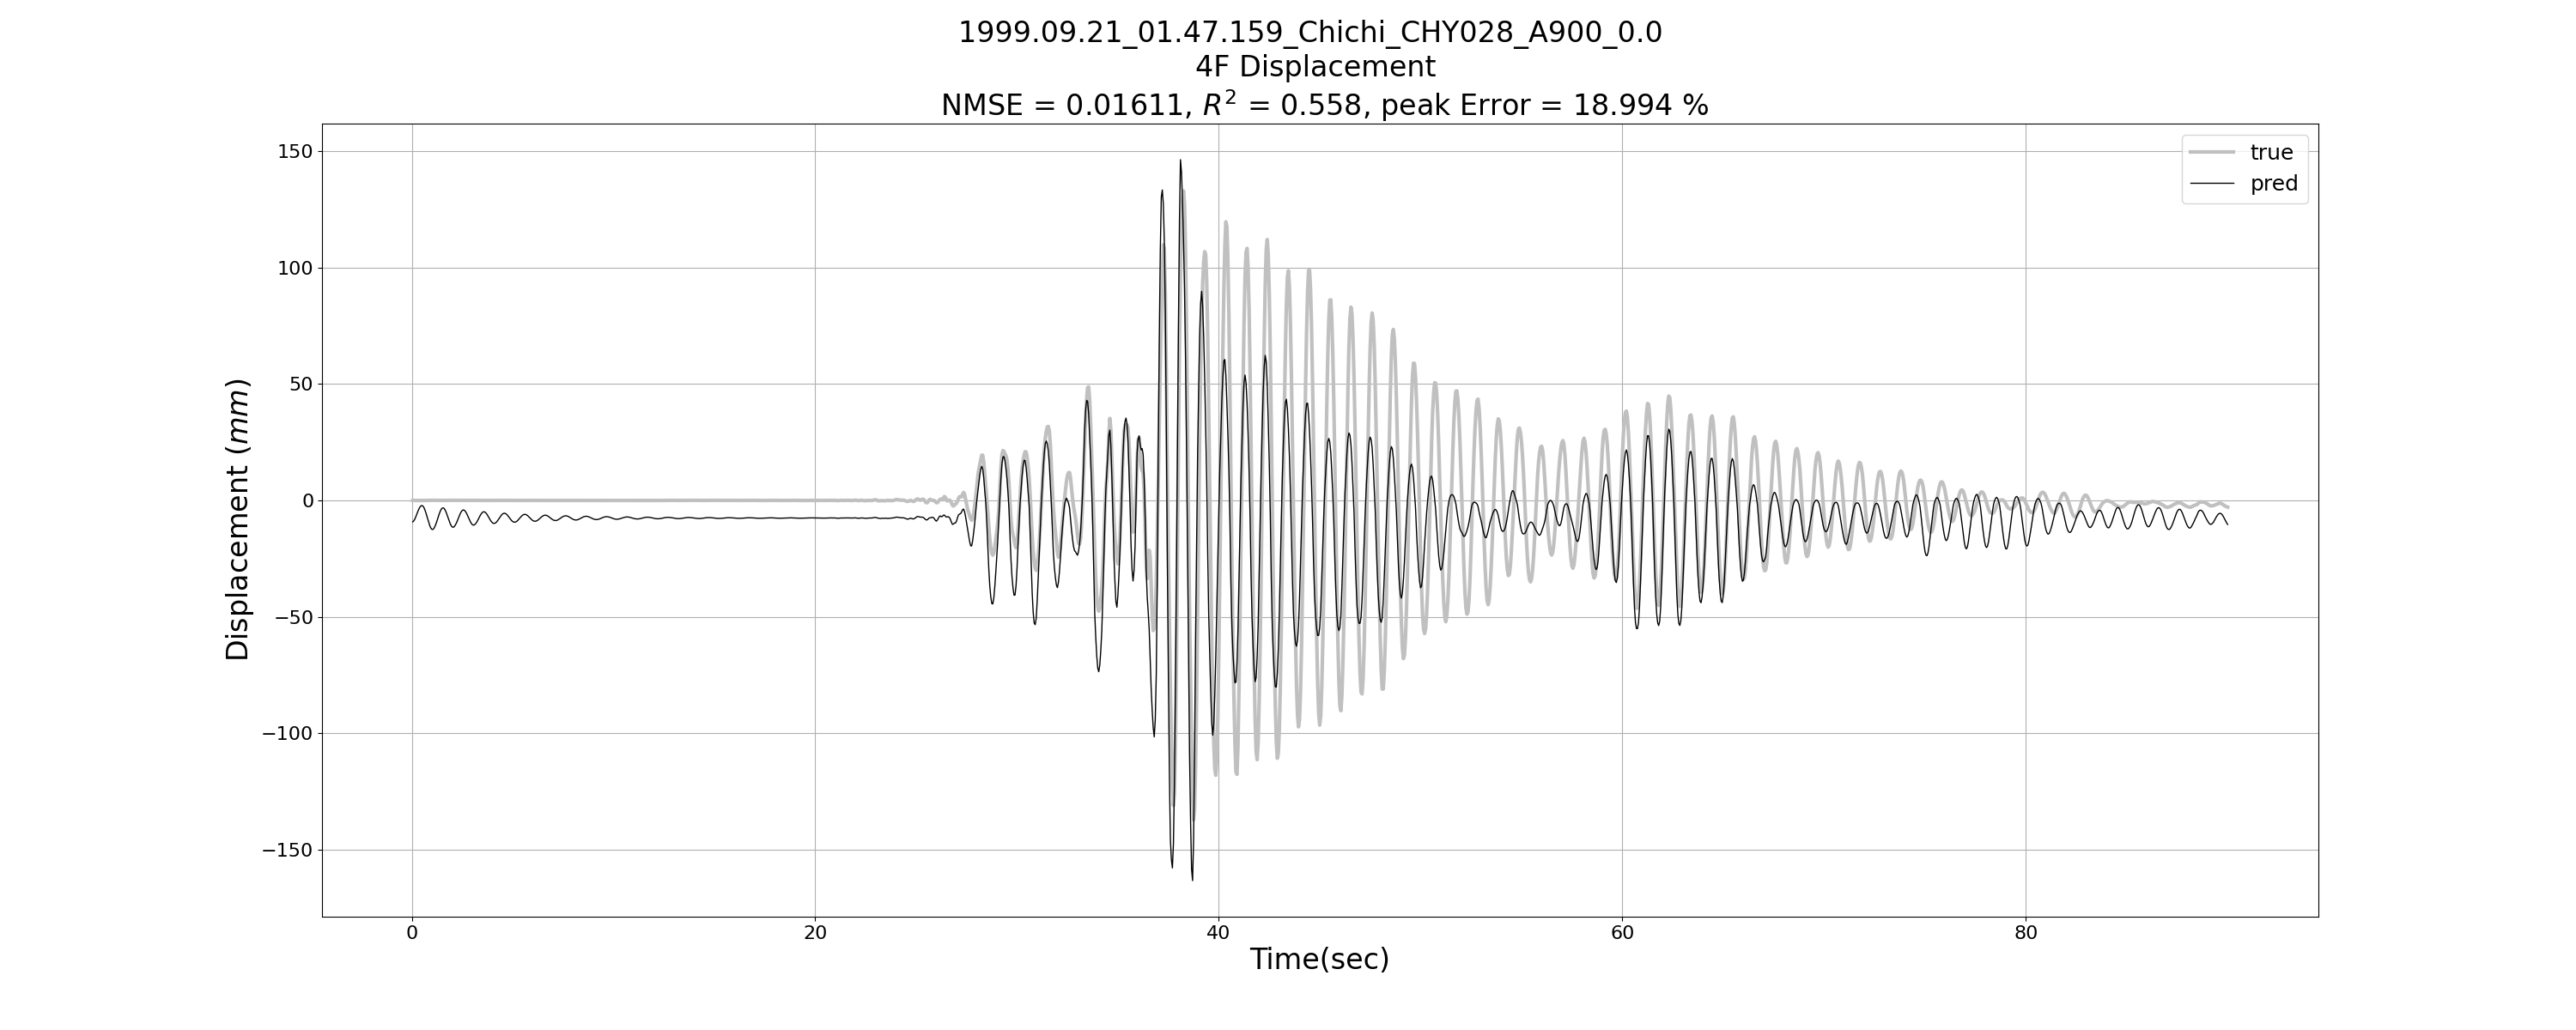 1999.09.21_01.47.159_Chichi_CHY028_A900_0.0
4F Displacement
NMSE = 0.01611, R² = 0.558, peak Error = 18.994 %
true
pred
150
100
50
0
−50
−100
−150
Displacement (mm)
0 20 40 60 80
Time(sec)